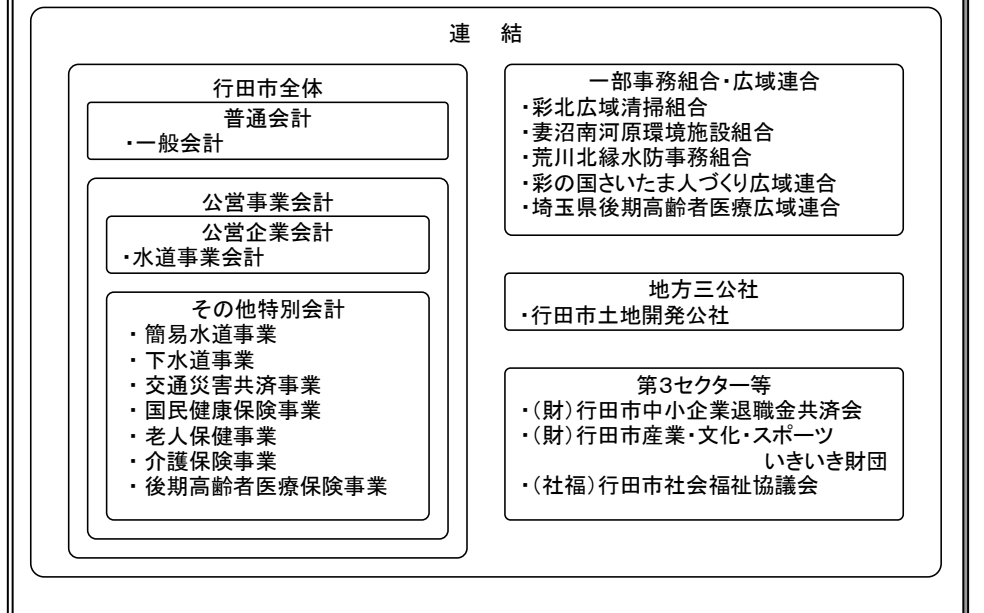 連　結
行田市全体
普通会計
・一般会計
公営事業会計
公営企業会計
・水道事業会計
その他特別会計
・ 簡易水道事業
・ 下水道事業
・ 交通災害共済事業
・ 国民健康保険事業
・ 老人保健事業
・ 介護保険事業
・ 後期高齢者医療保険事業
一部事務組合・広域連合
・彩北広域清掃組合
・妻沼南河原環境施設組合
・荒川北縁水防事務組合
・彩の国さいたま人づくり広域連合
・埼玉県後期高齢者医療広域連合
地方三公社
・行田市土地開発公社
第３セクター等
・（財）行田市中小企業退職金共済会
・（財）行田市産業・文化・スポーツ
いきいき財団
・（社福）行田市社会福祉協議会